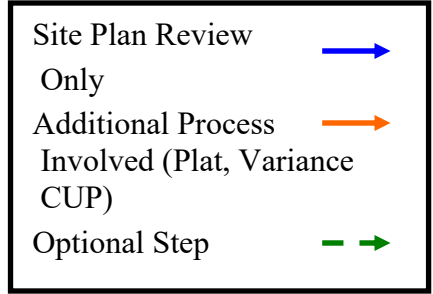 Site Plan Review
Only
Additional Process
Involved (Plat, Variance
CUP)
Optional Step